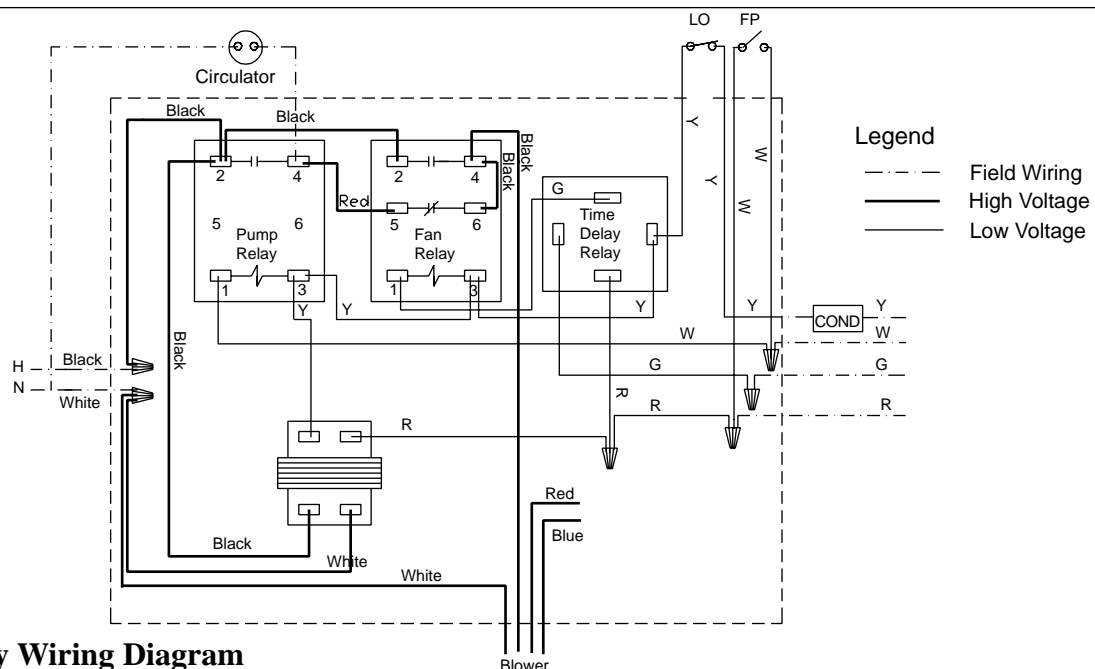 LO FP
Circulator
Black
Black
Black
Black
Legend
Field Wiring
High Voltage
Low Voltage
2 4
2 4
Red
5 6
Pump
Relay
5 6
Fan
Relay
G
Time
Delay
Relay
Y
Y
W
W
1 3
1 3
Y
Y
Y
Y
COND
Y
W
W
G
G
R
R
R
R
H
Black
N
White
Black
Black
White
White
Red
Blue
y Wiring Diagram
Blower